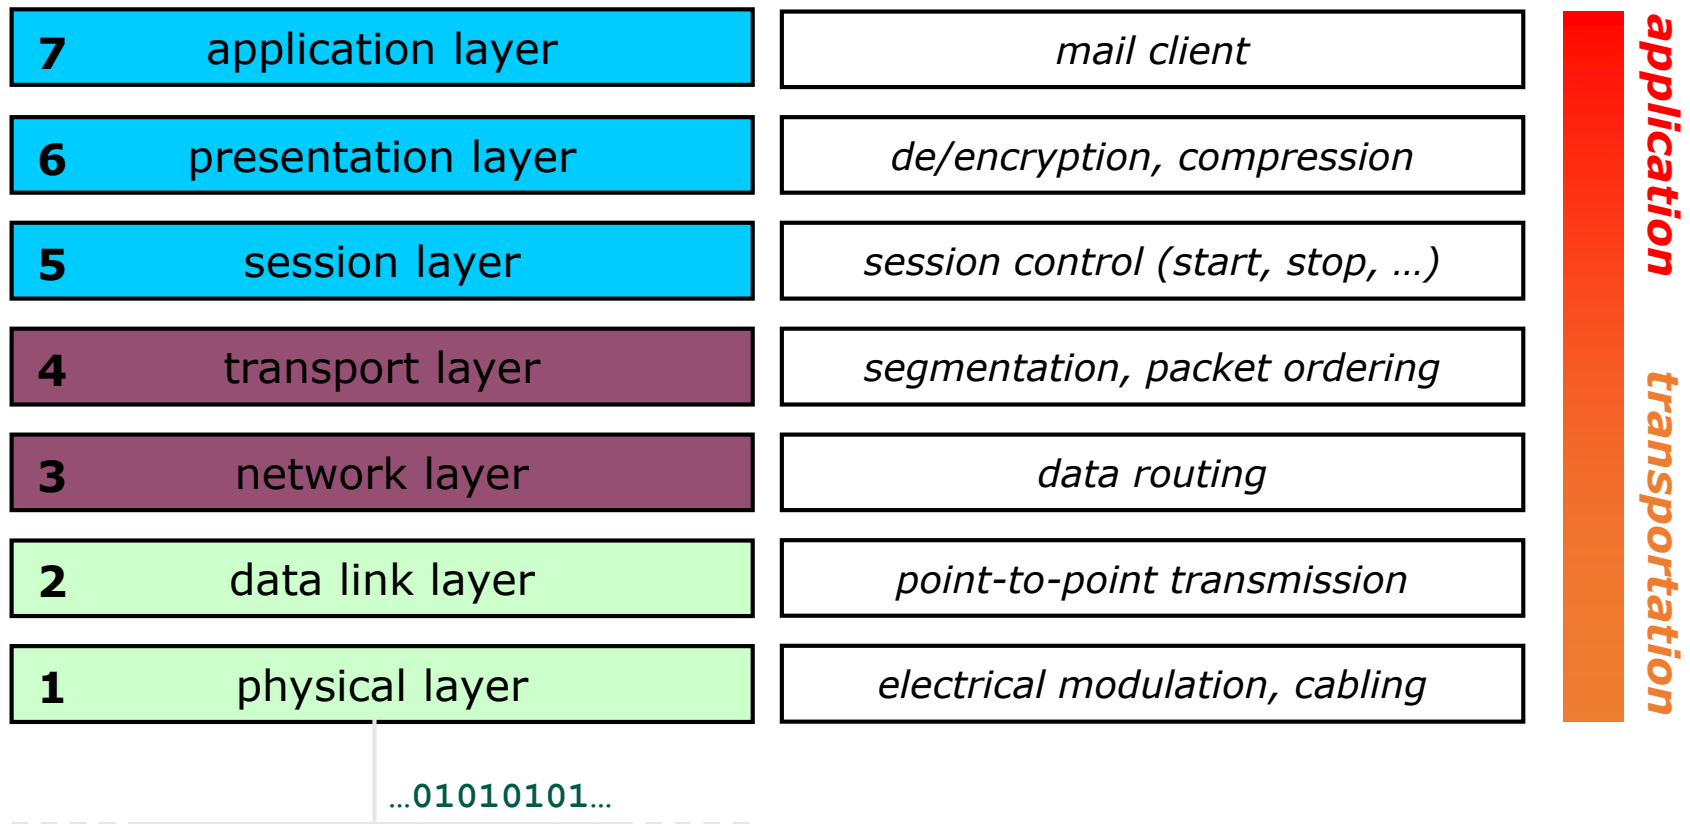 7 application layer mail client
6 presentation layer de/encryption, compression
5 session layer session control (start, stop, …)
4 transport layer segmentation, packet ordering
3 network layer data routing
2 data link layer point-to-point transmission
1 physical layer electrical modulation, cabling
…01010101…
application
transportation